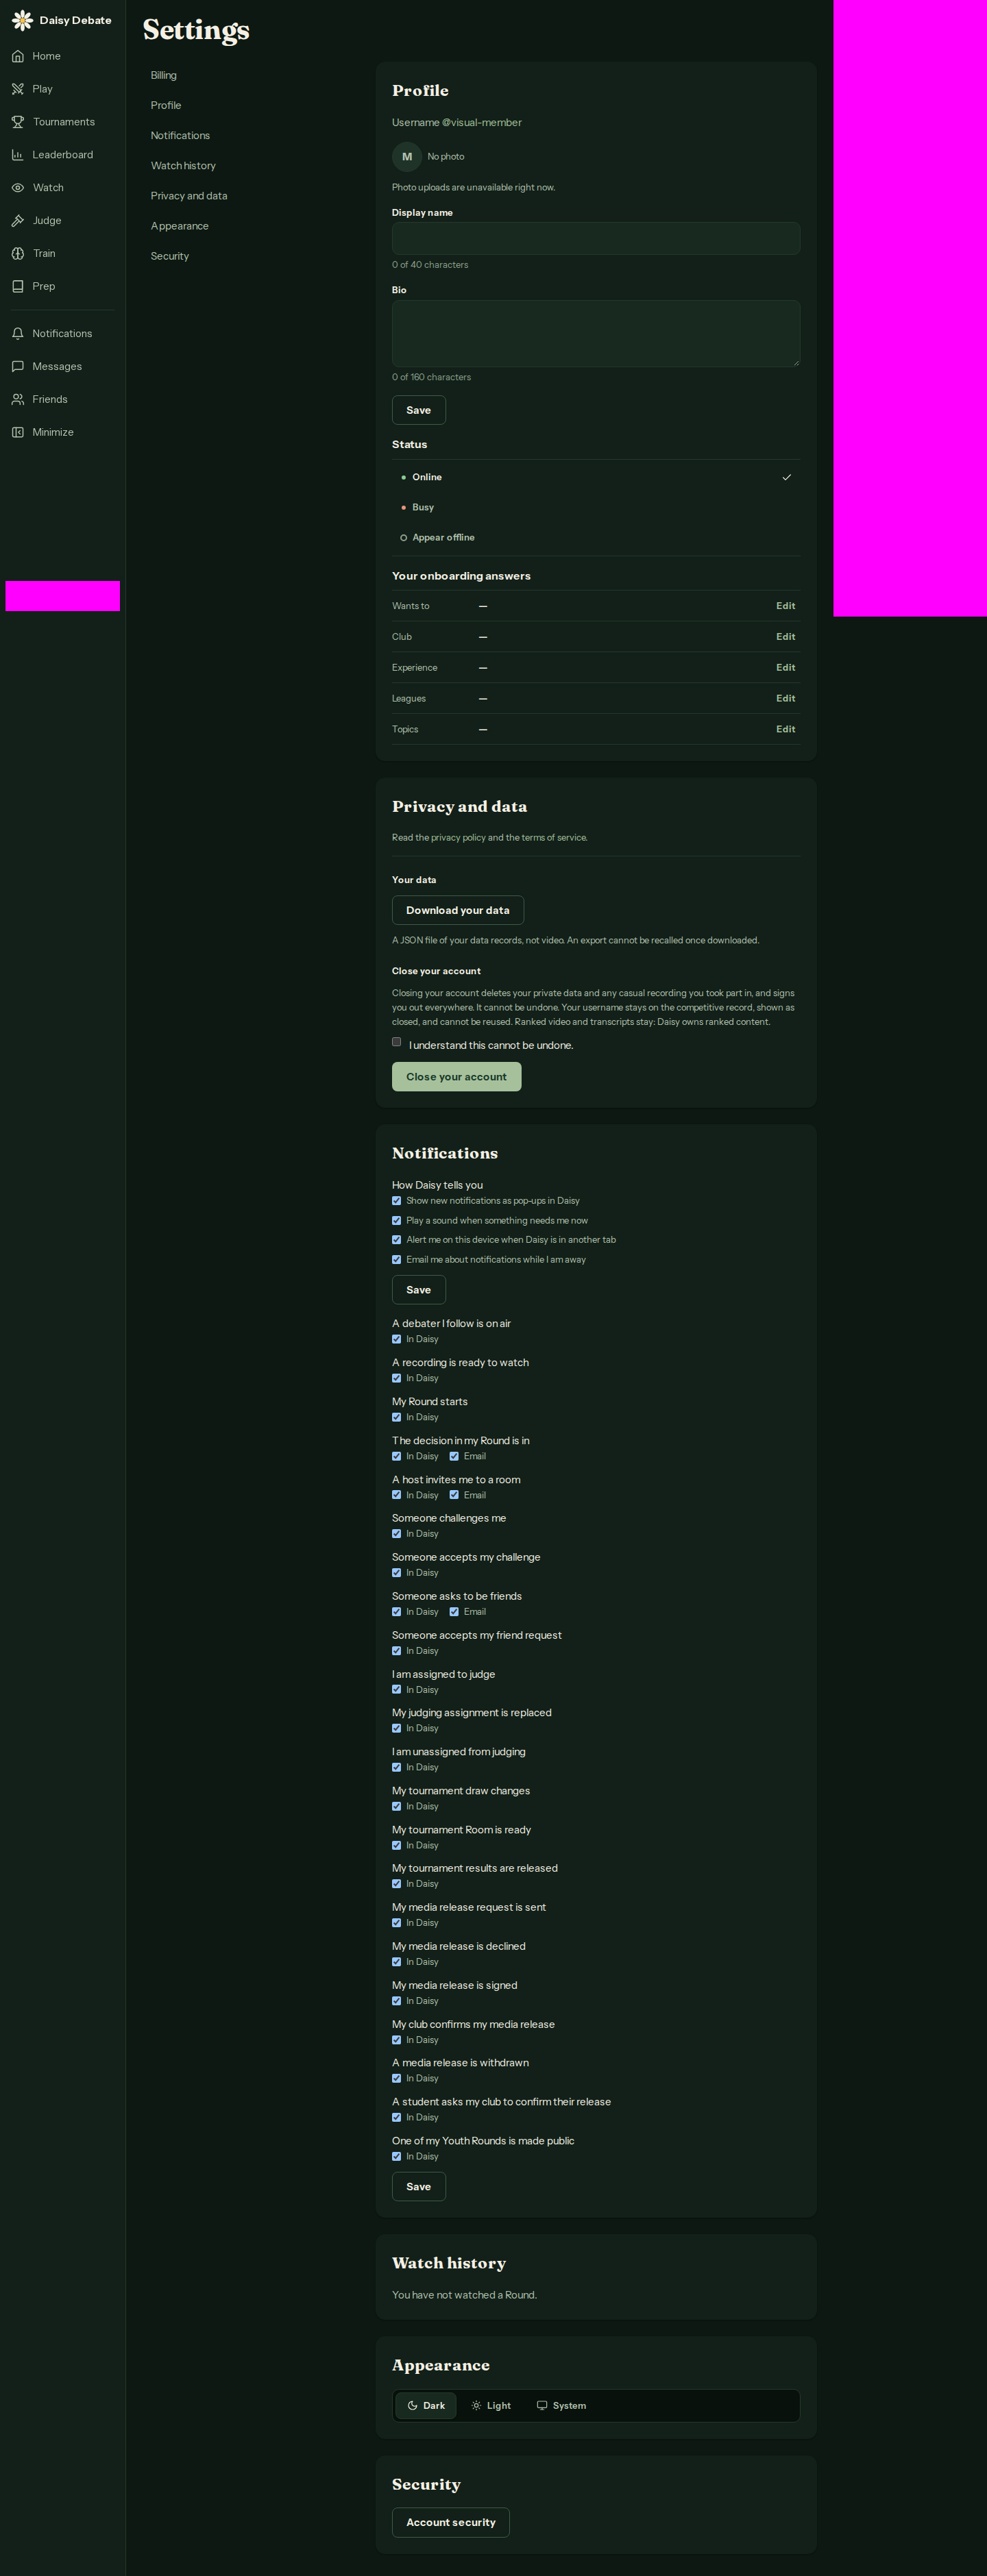 Daisy Debate
Home
Play
Tournaments
Leaderboard
Watch
Judge
Train
Prep
Notifications
Messages
Friends
Minimize
Settings
Billing
Profile
Notifications
Watch history
Privacy and data
Appearance
Security
Profile
Username @visual-member
M No photo
Photo uploads are unavailable right now.
Display name
0 of 40 characters
Bio
0 of 160 characters
Save
Status
Online
Busy
Appear offline
Your onboarding answers
Wants to — Edit
Club — Edit
Experience — Edit
Leagues — Edit
Topics — Edit
Privacy and data
Read the privacy policy and the terms of service.
Your data
Download your data
A JSON file of your data records, not video. An export cannot be recalled once downloaded.
Close your account
Closing your account deletes your private data and any casual recording you took part in, and signs
you out everywhere. It cannot be undone. Your username stays on the competitive record, shown as
closed, and cannot be reused. Ranked video and transcripts stay: Daisy owns ranked content.
I understand this cannot be undone.
Close your account
Notifications
How Daisy tells you
Show new notifications as pop-ups in Daisy
Play a sound when something needs me now
Alert me on this device when Daisy is in another tab
Email me about notifications while I am away
Save
A debater I follow is on air
In Daisy
A recording is ready to watch
In Daisy
My Round starts
In Daisy
The decision in my Round is in
In Daisy Email
A host invites me to a room
In Daisy Email
Someone challenges me
In Daisy
Someone accepts my challenge
In Daisy
Someone asks to be friends
In Daisy Email
Someone accepts my friend request
In Daisy
I am assigned to judge
In Daisy
My judging assignment is replaced
In Daisy
I am unassigned from judging
In Daisy
My tournament draw changes
In Daisy
My tournament Room is ready
In Daisy
My tournament results are released
In Daisy
My media release request is sent
In Daisy
My media release is declined
In Daisy
My media release is signed
In Daisy
My club confirms my media release
In Daisy
A media release is withdrawn
In Daisy
A student asks my club to confirm their release
In Daisy
One of my Youth Rounds is made public
In Daisy
Save
Watch history
You have not watched a Round.
Appearance
Dark Light System
Security
Account security